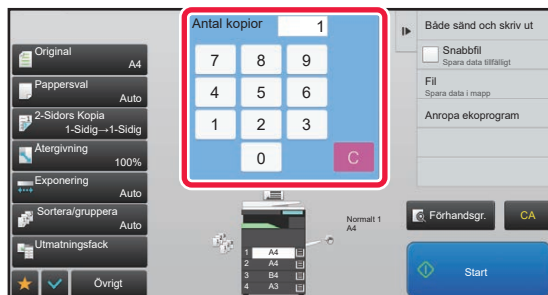 Original
A4
Pappersval
Auto
2-Sidors Kopia
1-Sidig→1-Sidig
Återgivning
100%
Exponering
Auto
Sortera/gruppera
Auto
Utmatningsfack
Övrigt
Antal kopior 1
7 8 9
4 5 6
1 2 3
0 C
Normalt 1
A4
1 A4
2 A4
3 B4
4 A3
Både sänd och skriv ut
Snabbfil
Spara data tillfälligt
Fil
Spara data i mapp
Anropa ekoprogram
Förhandsgr. CA
Start